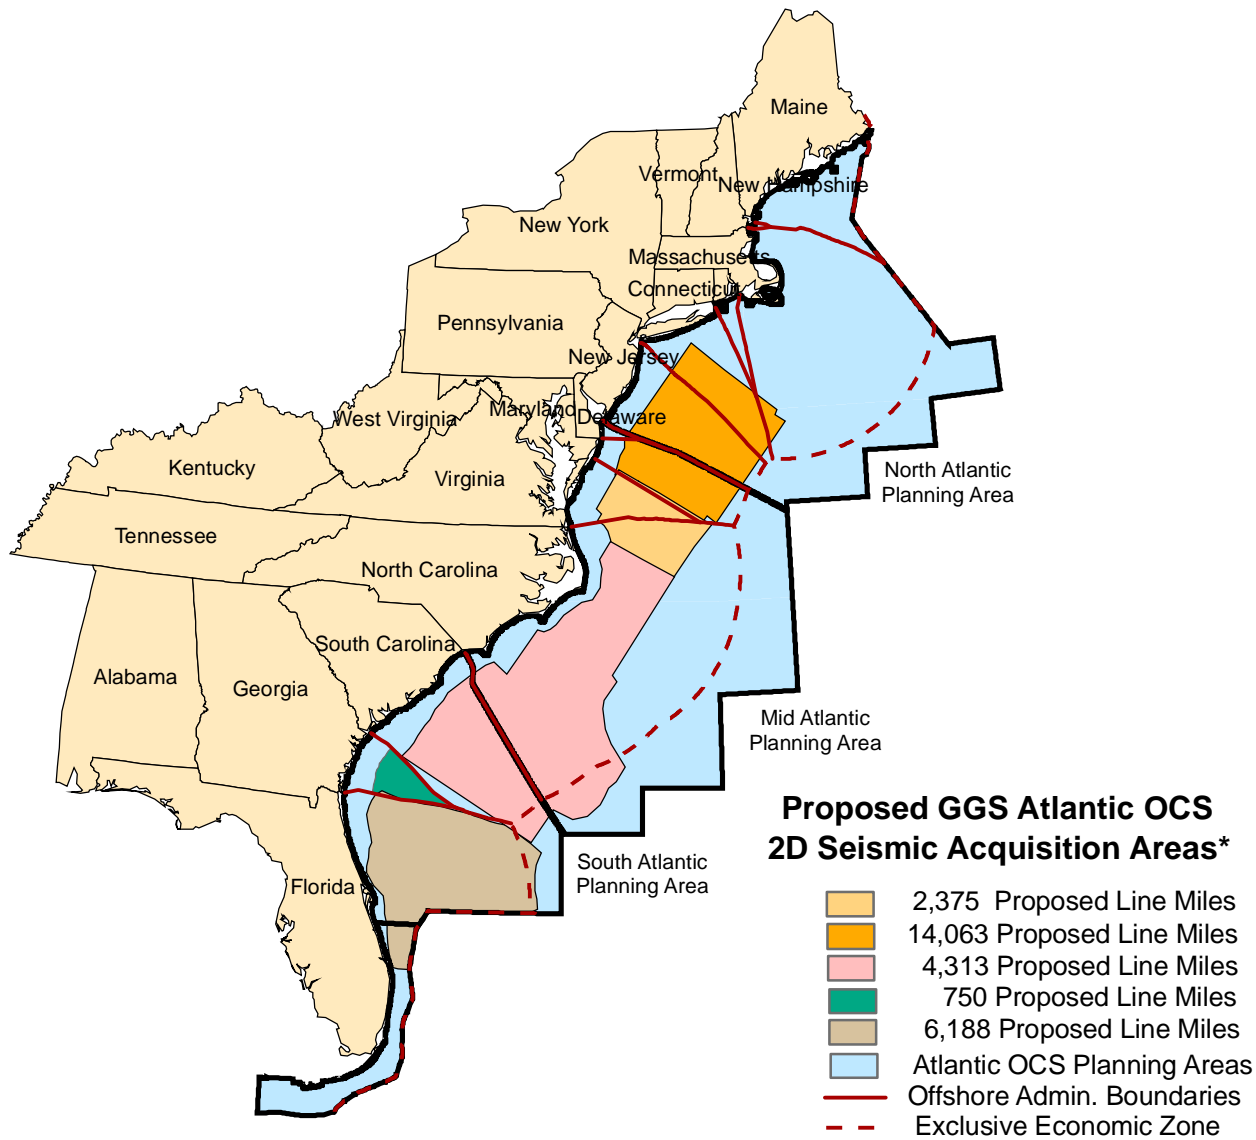 Maine
Vermont
New Hampshire
New York
Massachusetts
Connecticut
Pennsylvania
New Jersey
Maryland
Delaware
West Virginia
Kentucky
Virginia
North Atlantic
Planning Area
Tennessee
North Carolina
South Carolina
Alabama
Georgia
Mid Atlantic
Planning Area
Proposed GGS Atlantic OCS
2D Seismic Acquisition Areas*
South Atlantic
Planning Area
Florida
2,375 Proposed Line Miles
14,063 Proposed Line Miles
4,313 Proposed Line Miles
750 Proposed Line Miles
6,188 Proposed Line Miles
Atlantic OCS Planning Areas
Offshore Admin. Boundaries
Exclusive Economic Zone